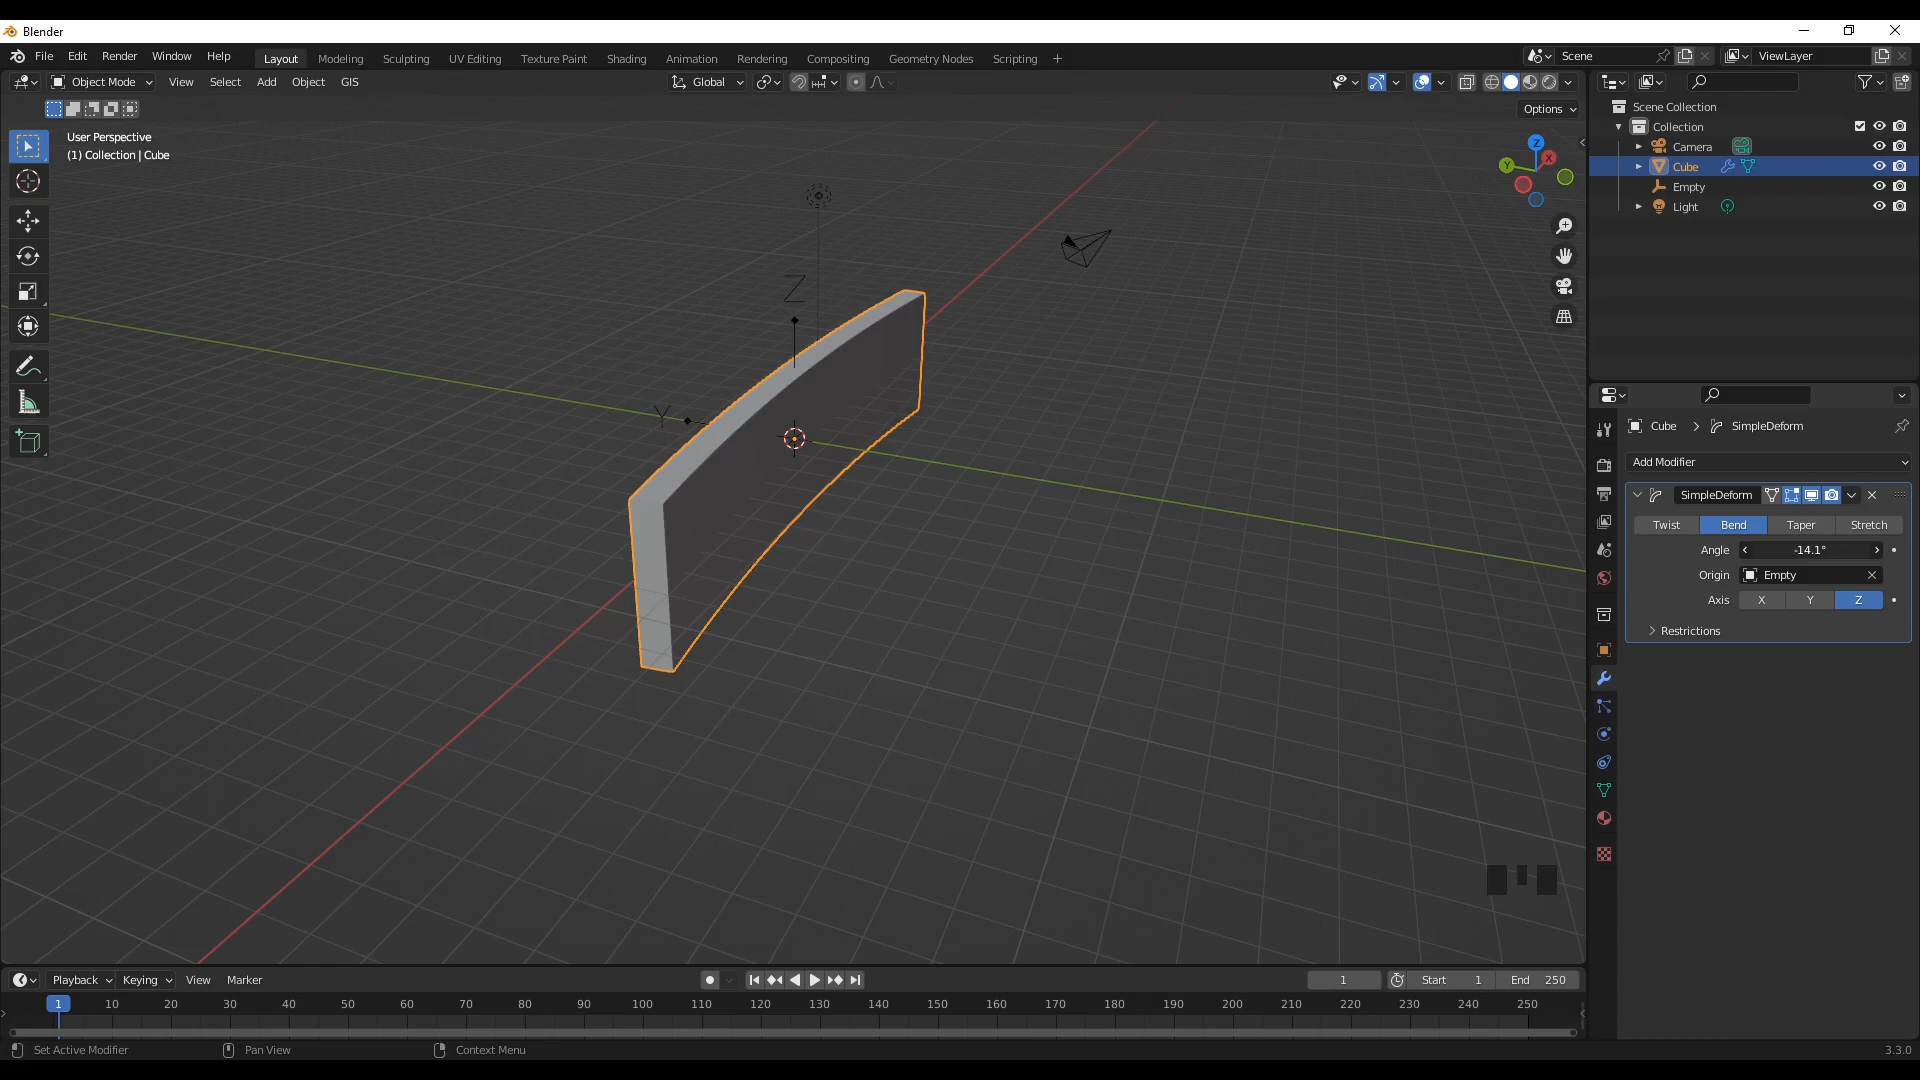 Blender
File Edit Render Window Help
Layout Modeling Sculpting UV Editing Texture Paint Shading Animation Rendering Compositing Geometry Nodes Scripting +
Scene
ViewLayer
Object Mode View Select Add Object GIS
Global
Options
User Perspective
(1) Collection | Cube
Z
Y
Z
X
Y
Scene Collection
Collection
Camera
Cube
Empty
Light
Cube > SimpleDeform
Add Modifier
SimpleDeform
Twist Bend Taper Stretch
Angle -14.1°
Origin Empty
Axis X Y Z
Restrictions
Playback Keying View Marker
1
Start 1
End 250
1 10 20 30 40 50 60 70 80 90 100 110 120 130 140 150 160 170 180 190 200 210 220 230 240 250
Set Active Modifier
Pan View
Context Menu
3.3.0